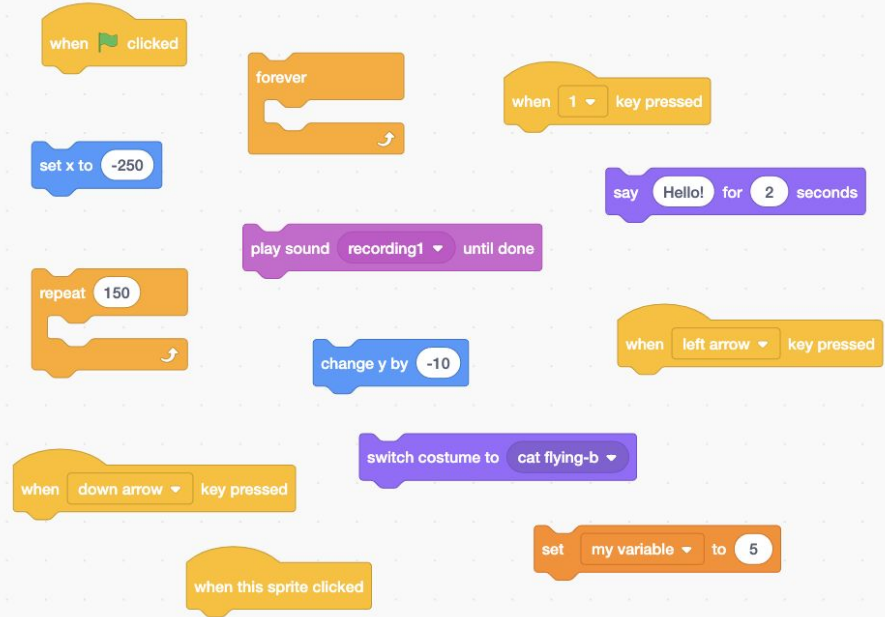 when clicked
forever
when 1 key pressed
set x to -250
say Hello! for 2 seconds
play sound recording1 until done
repeat 150
change y by -10
when left arrow key pressed
switch costume to cat flying-b
when down arrow key pressed
set my variable to 5
when this sprite clicked